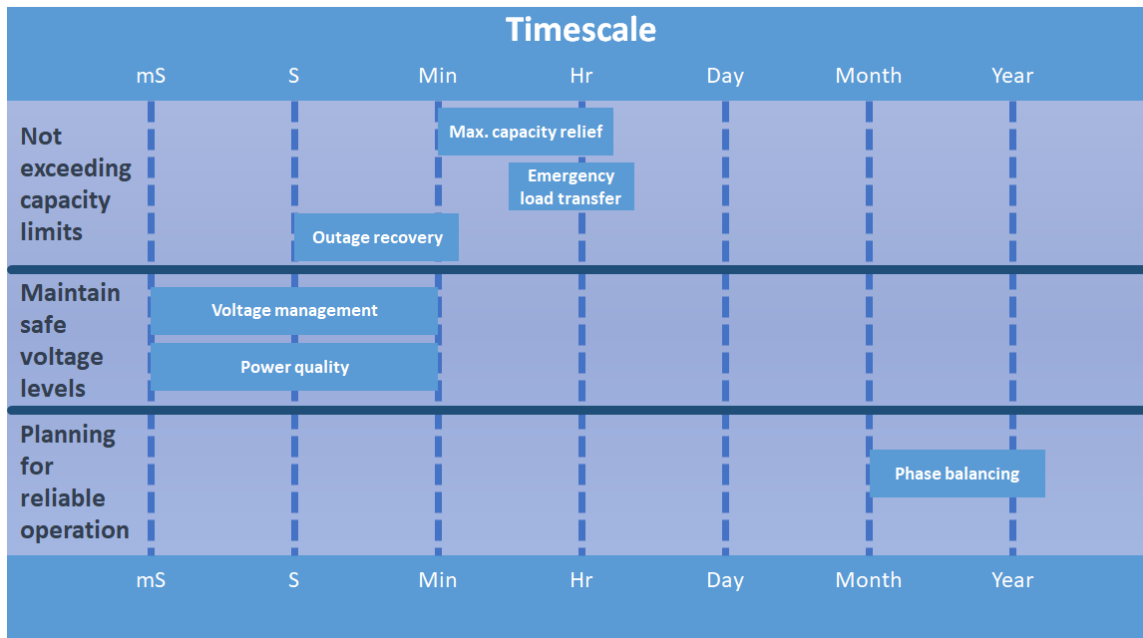 Timescale
mS S Min Hr Day Month Year
Not
exceeding
capacity
limits
Max. capacity relief
Emergency
load transfer
Outage recovery
Maintain
safe
voltage
levels
Voltage management
Power quality
Planning
for
reliable
operation
Phase balancing
mS S Min Hr Day Month Year